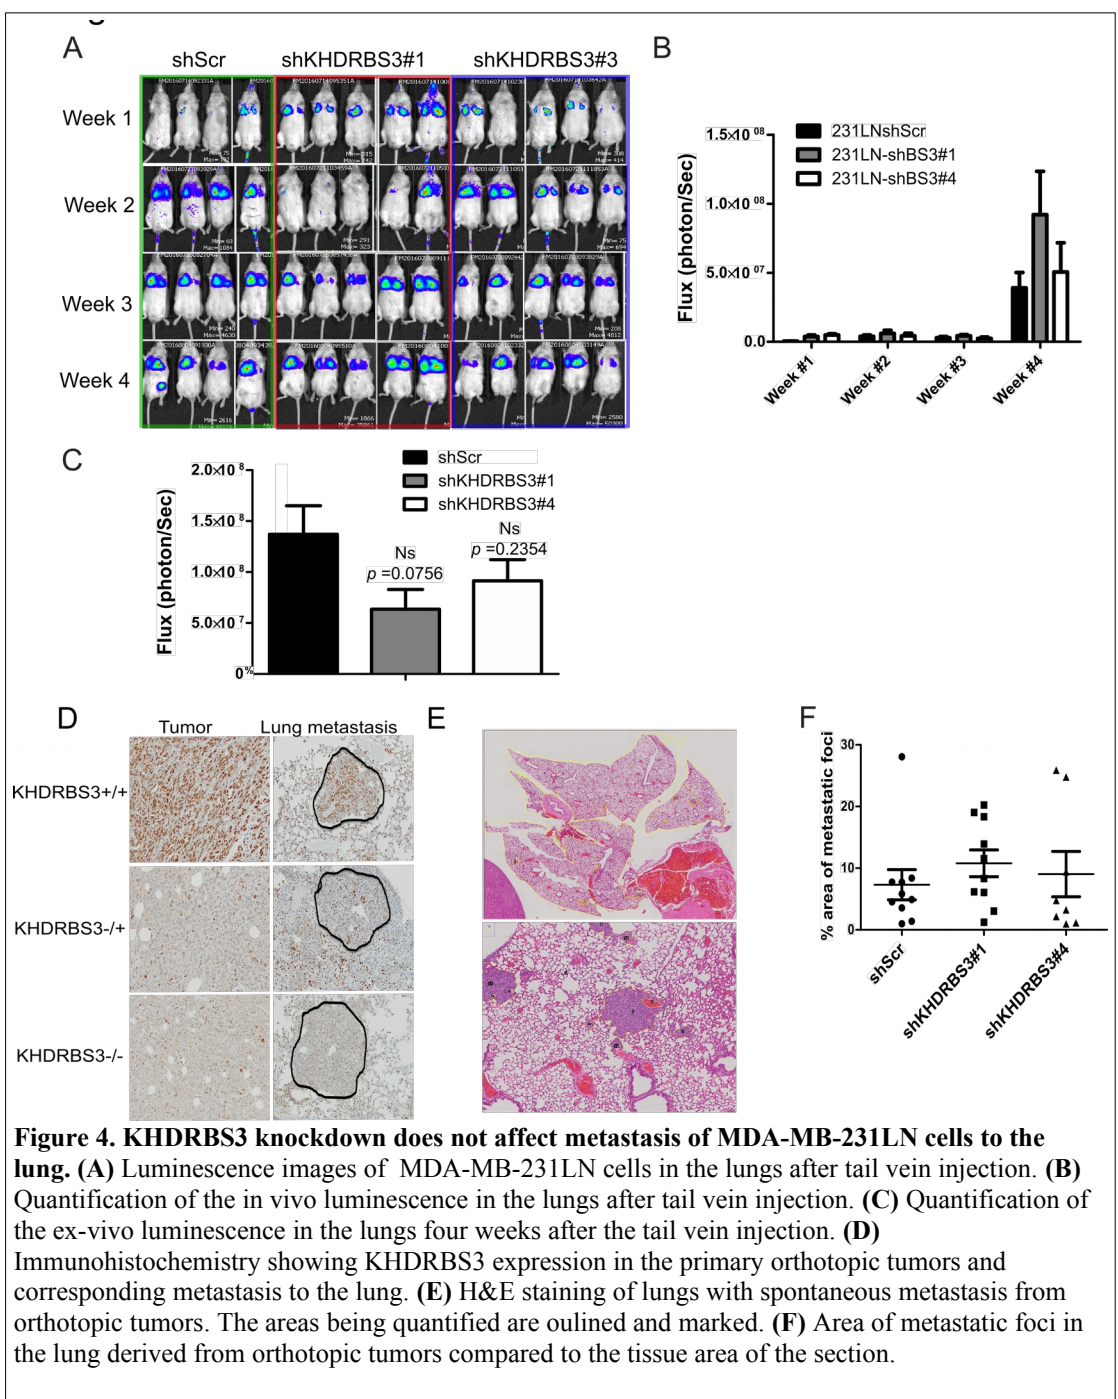 A
shScr shKHDRBS3#1 shKHDRBS3#3
Week 1
Week 2
Week 3
Week 4
B
Flux (photon/Sec)
1.5×10 08
1.0×10 08
5.0×10 07
0.0
231LNshScr
231LN-shBS3#1
231LN-shBS3#4
Week #1 Week #2 Week #3 Week #4
C
Flux (photon/Sec)
2.0×10 8
1.5×10 8
1.0×10 8
5.0×10 7
0
shScr
shKHDRBS3#1
shKHDRBS3#4
Ns
p =0.0756
Ns
p =0.2354
D
Tumor Lung metastasis
KHDRBS3+/+
KHDRBS3-/+
KHDRBS3-/-
E
F
% area of metastatic foci
30
20
10
0
shScr shKHDRBS3#1 shKHDRBS3#4
Figure 4. KHDRBS3 knockdown does not affect metastasis of MDA-MB-231LN cells to the
lung. (A) Luminescence images of MDA-MB-231LN cells in the lungs after tail vein injection. (B)
Quantification of the in vivo luminescence in the lungs after tail vein injection. (C) Quantification of
the ex-vivo luminescence in the lungs four weeks after the tail vein injection. (D)
Immunohistochemistry showing KHDRBS3 expression in the primary orthotopic tumors and
corresponding metastasis to the lung. (E) H&E staining of lungs with spontaneous metastasis from
orthotopic tumors. The areas being quantified are oulined and marked. (F) Area of metastatic foci in
the lung derived from orthotopic tumors compared to the tissue area of the section.